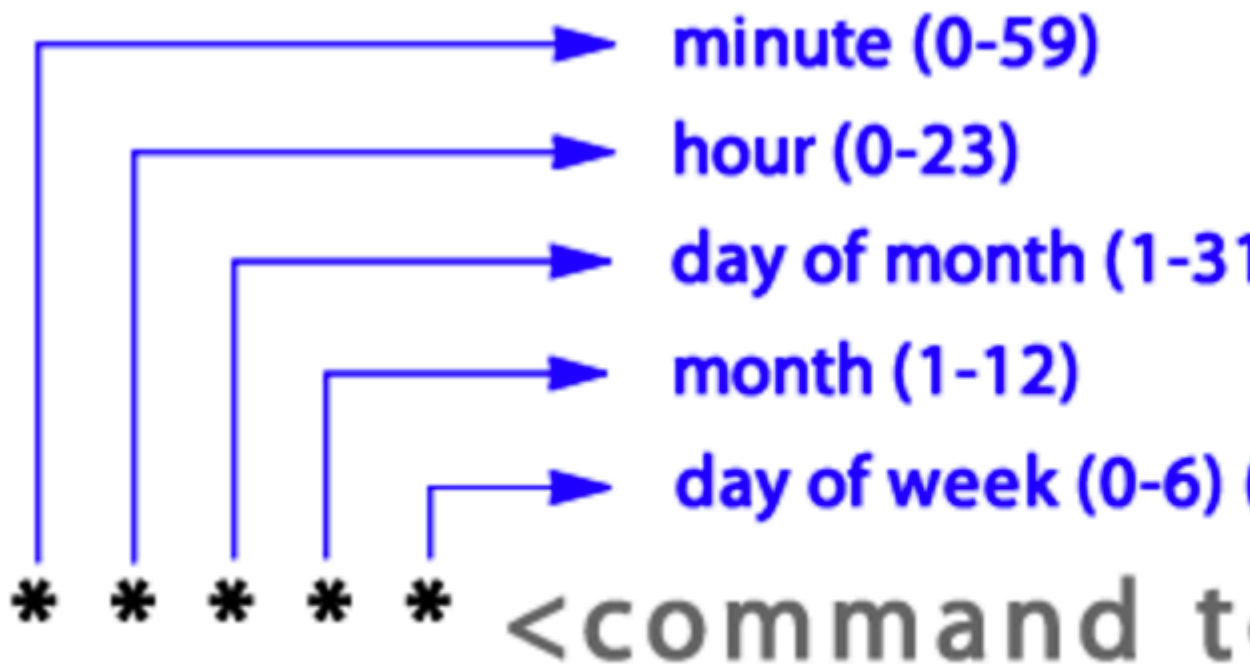 minute (0-59)
hour (0-23)
day of month (1-31
month (1-12)
day of week (0-6) (
* * * * * <command to